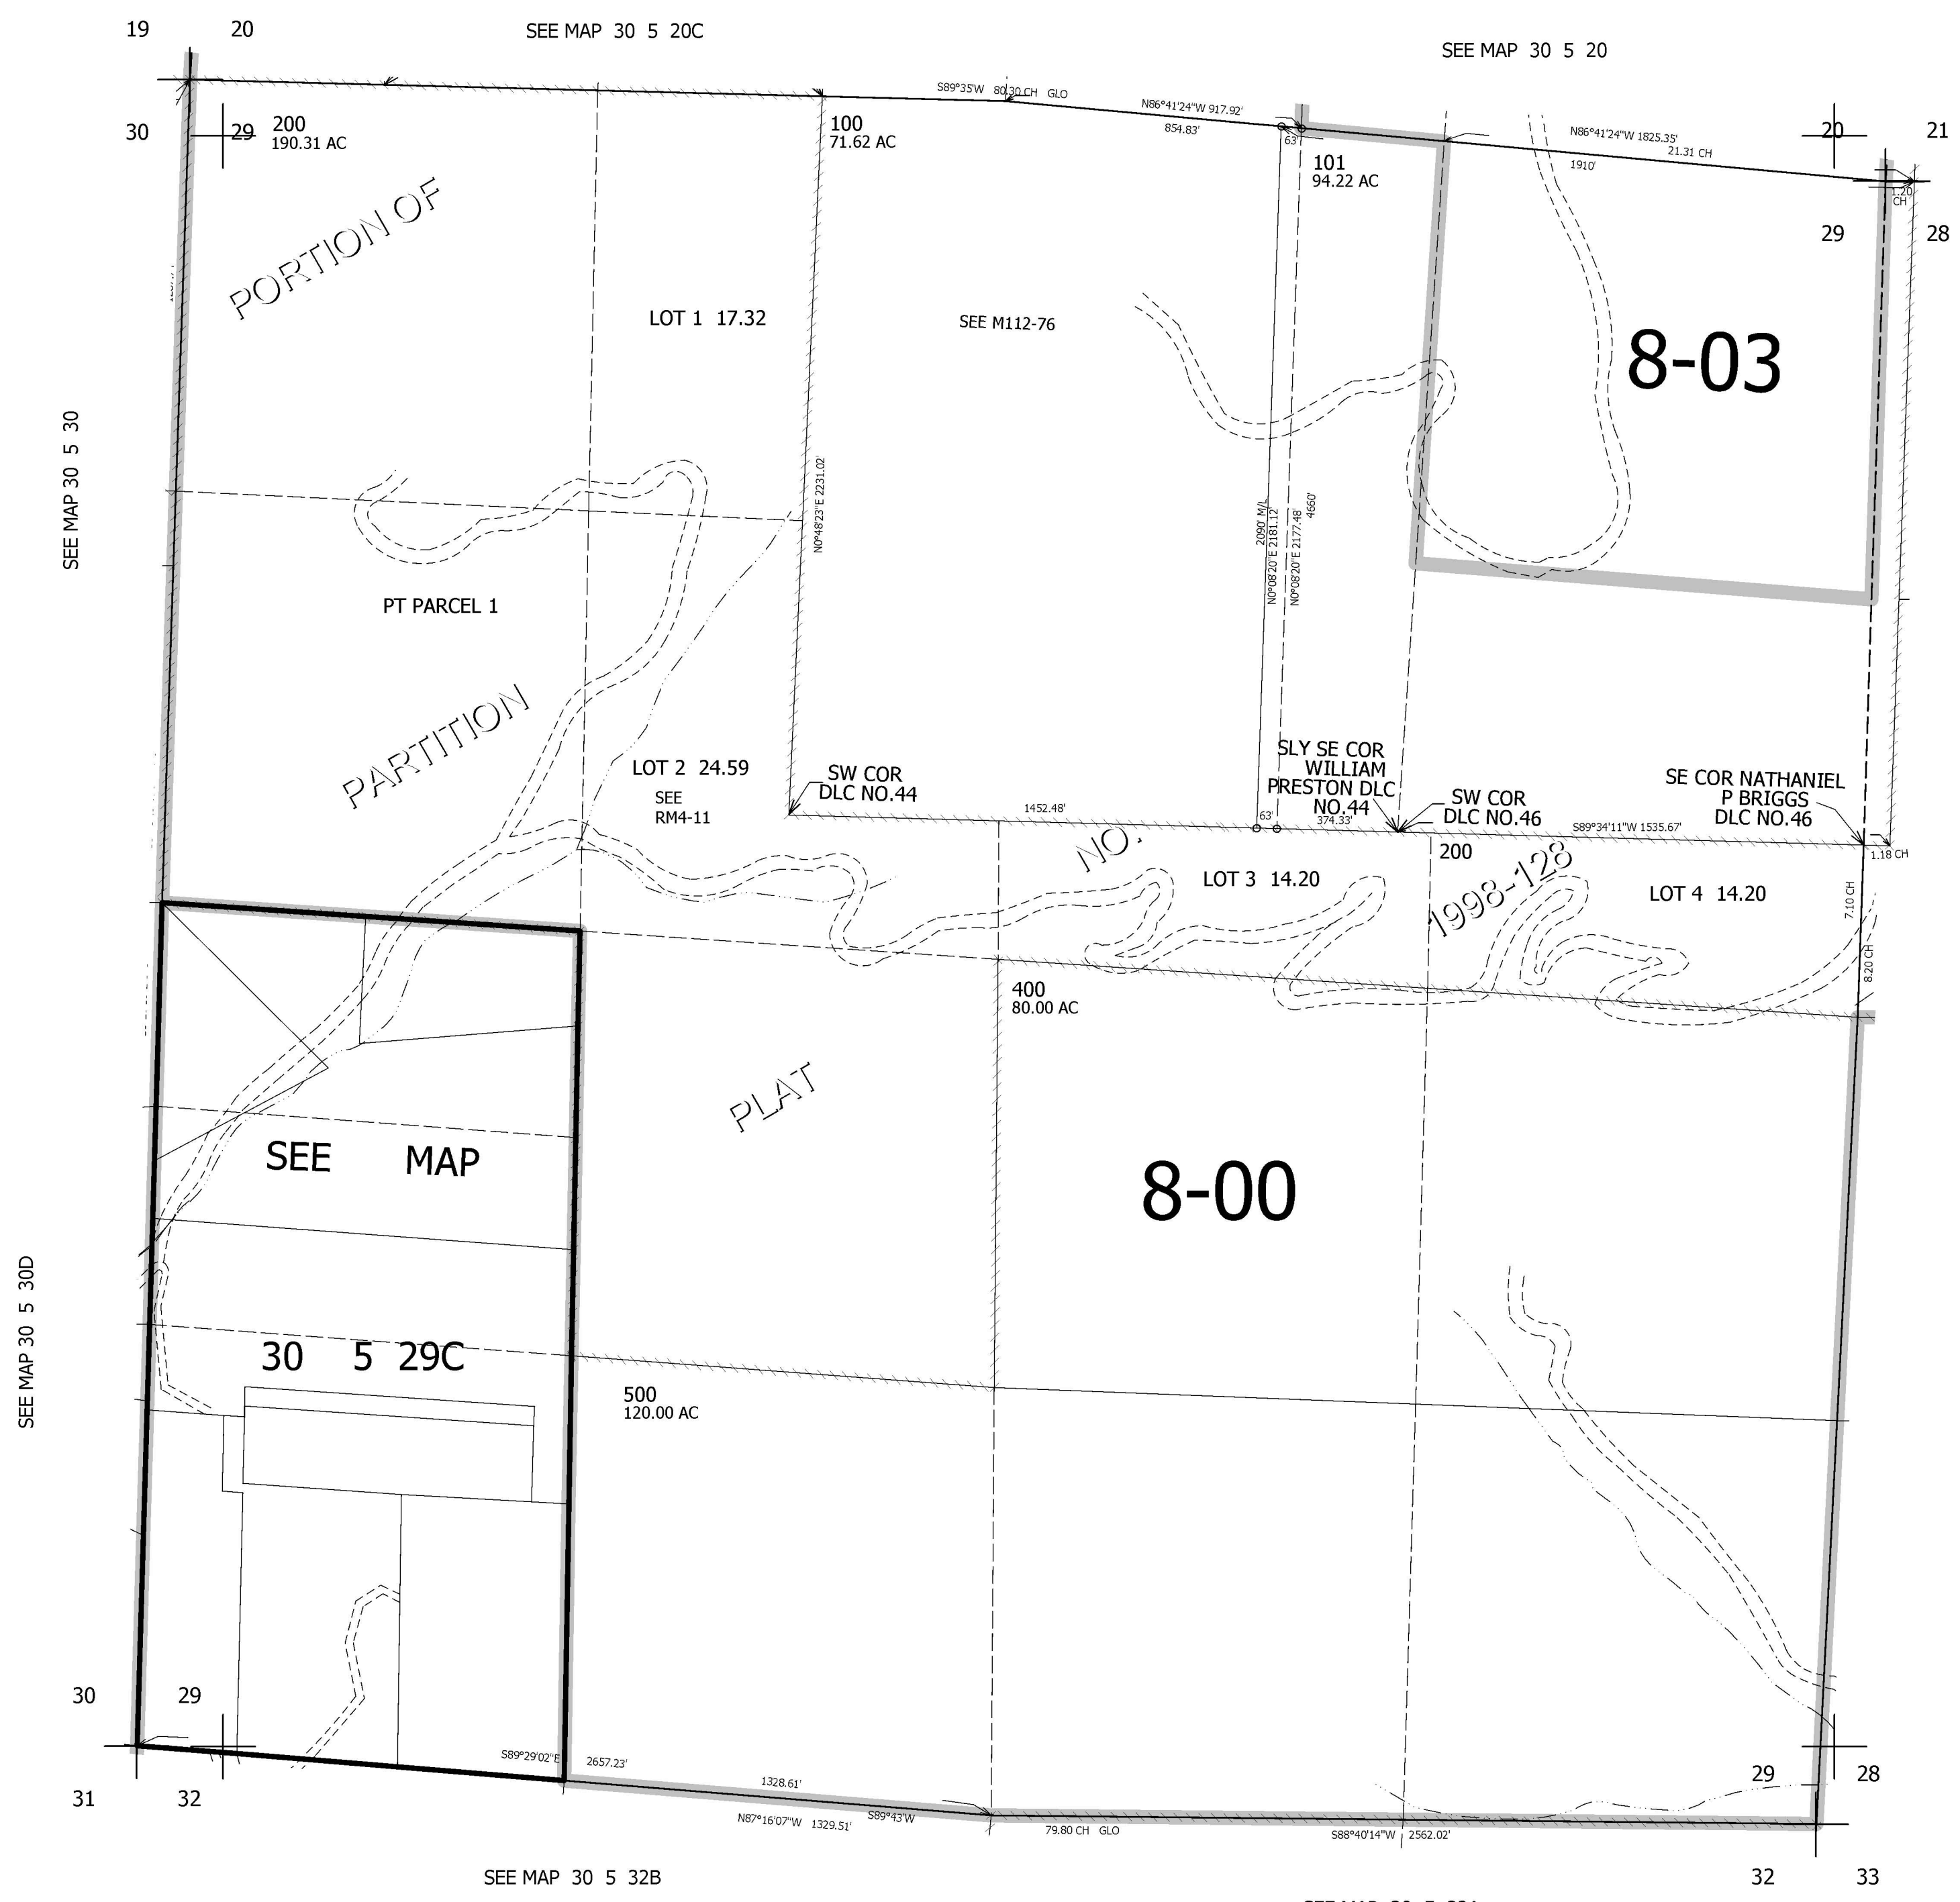 19
20
SEE MAP 30 5 20C
SEE MAP 30 5 20
30
29
200
190.31 AC
100
71.62 AC
S89°35'W 80.30 CH GLO
N86°41'24"W 917.92'
854.83'
63'
101
94.22 AC
N86°41'24"W 1825.35'
21.31 CH
1910'
20
21
1.20
CH
29
28
PORTION OF
LOT 1 17.32
SEE M112-76
8-03
SEE MAP 30 5 30
N0°48'23"E 2231.02'
2090' M/L
N0°08'20"E 2181.12'
N0°08'20"E 2177.48'
4660'
PT PARCEL 1
PARTITION
LOT 2 24.59
SEE
RM4-11
SW COR
DLC NO.44
SLY SE COR
WILLIAM
PRESTON DLC
NO.44
SW COR
DLC NO.46
SE COR NATHANIEL
P BRIGGS
DLC NO.46
1452.48'
63'
374.33'
S89°34'11"W 1535.67'
1.18 CH
NO.
200
LOT 3 14.20
1998-128
LOT 4 14.20
7.10 CH
8.20 CH
400
80.00 AC
PLAT
SEE MAP
8-00
SEE MAP 30 5 30D
30 5 29C
500
120.00 AC
30
29
S89°29'02"E
2657.23'
1328.61'
N87°16'07"W 1329.51'
S89°43'W
79.80 CH GLO
S88°40'14"W
2562.02'
29
28
31
32
SEE MAP 30 5 32B
32
33